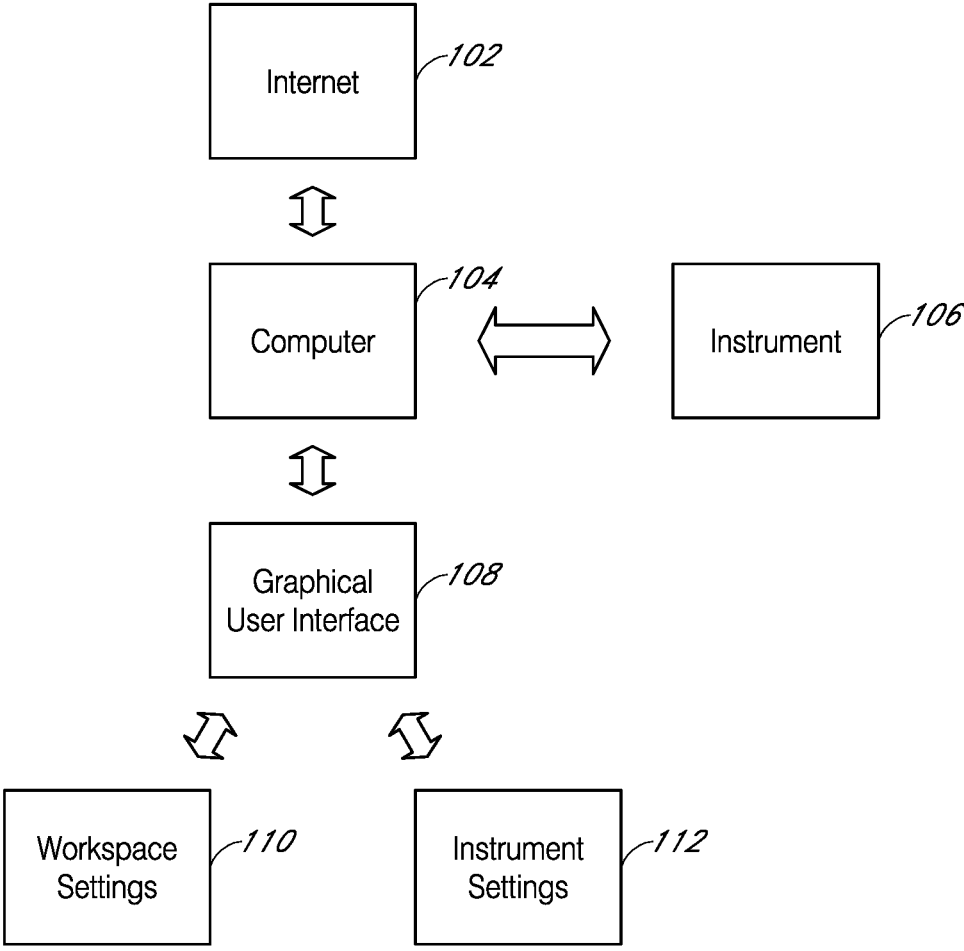 Internet
102
Computer
104
Instrument
106
Graphical
User Interface
108
Workspace
Settings
110
Instrument
Settings
112